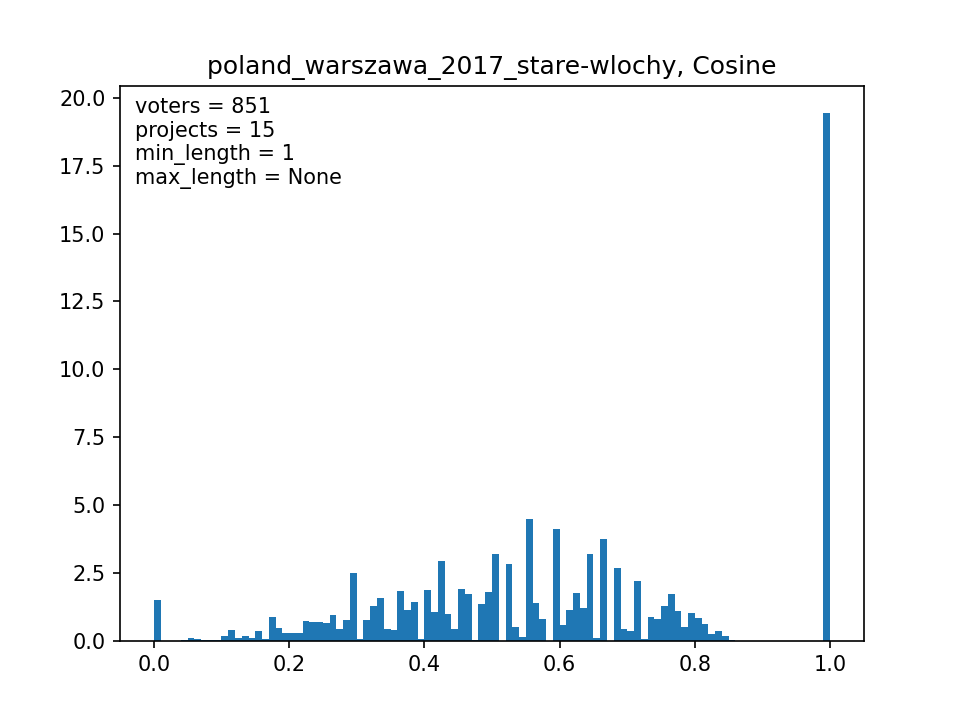 poland_warszawa_2017_stare-wlochy, Cosine
voters = 851
projects = 15
min_length = 1
max_length = None
20.0
17.5
15.0
12.5
10.0
7.5
5.0
2.5
0.0
0.0 0.2 0.4 0.6 0.8 1.0